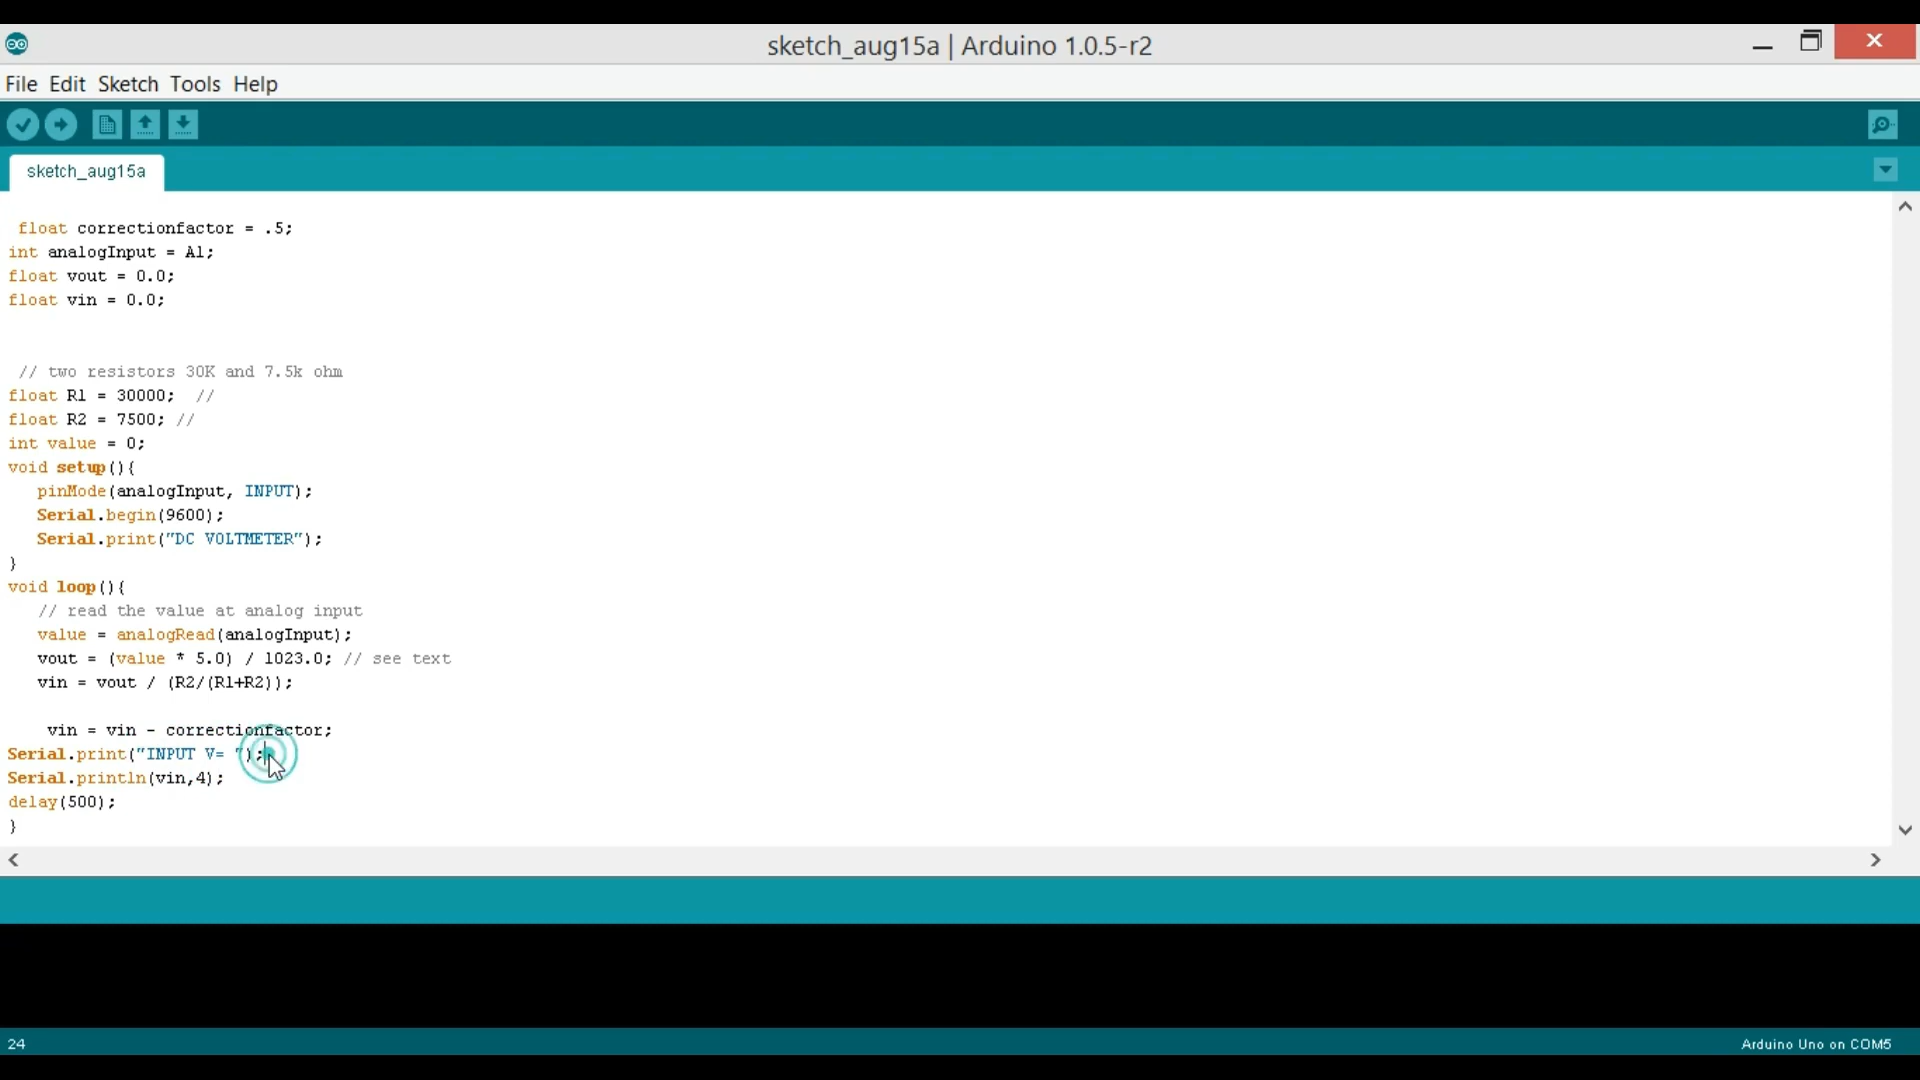 sketch_aug15a | Arduino 1.0.5-r2
File Edit Sketch Tools Help
sketch_aug15a
float correctionfactor = .5;
int analogInput = A1;
float vout = 0.0;
float vin = 0.0;
// two resistors 30K and 7.5k ohm
float R1 = 30000; //
float R2 = 7500; //
int value = 0;
void setup(){
pinMode(analogInput, INPUT);
Serial.begin(9600);
Serial.print("DC VOLTMETER");
}
void loop(){
// read the value at analog input
value = analogRead(analogInput);
vout = (value * 5.0) / 1023.0; // see text
vin = vout / (R2/(R1+R2));
vin = vin - correctionfactor;
Serial.print("INPUT V= ");
Serial.println(vin,4);
delay(500);
}
24
Arduino Uno on COM5